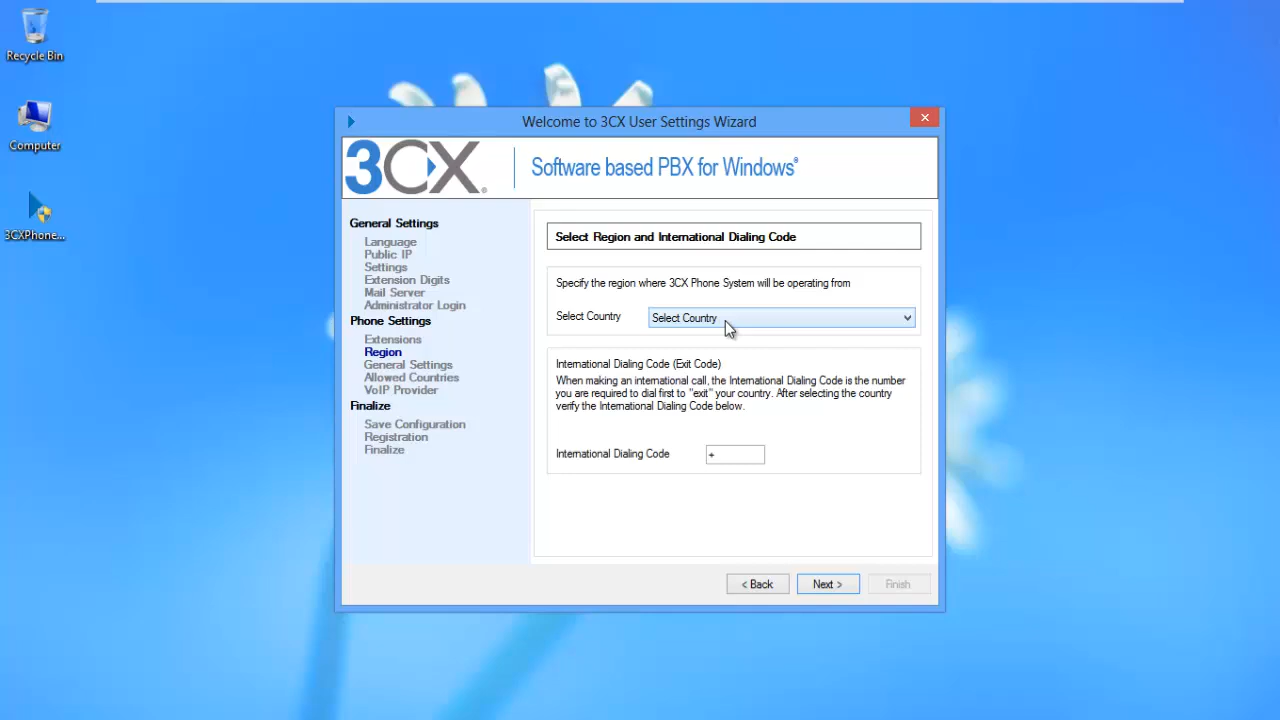 Recycle Bin
Computer
3CXPhone...
Welcome to 3CX User Settings Wizard
3CX®
Software based PBX for Windows®
General Settings
Language
Public IP
Settings
Extension Digits
Mail Server
Administrator Login
Phone Settings
Extensions
Region
General Settings
Allowed Countries
VoIP Provider
Finalize
Save Configuration
Registration
Finalize
Select Region and International Dialing Code
Specify the region where 3CX Phone System will be operating from
Select Country
Select Country
International Dialing Code (Exit Code)
When making an international call, the International Dialing Code is the number
you are required to dial first to "exit" your country. After selecting the country
verify the International Dialing Code below.
International Dialing Code
+
< Back
Next >
Finish